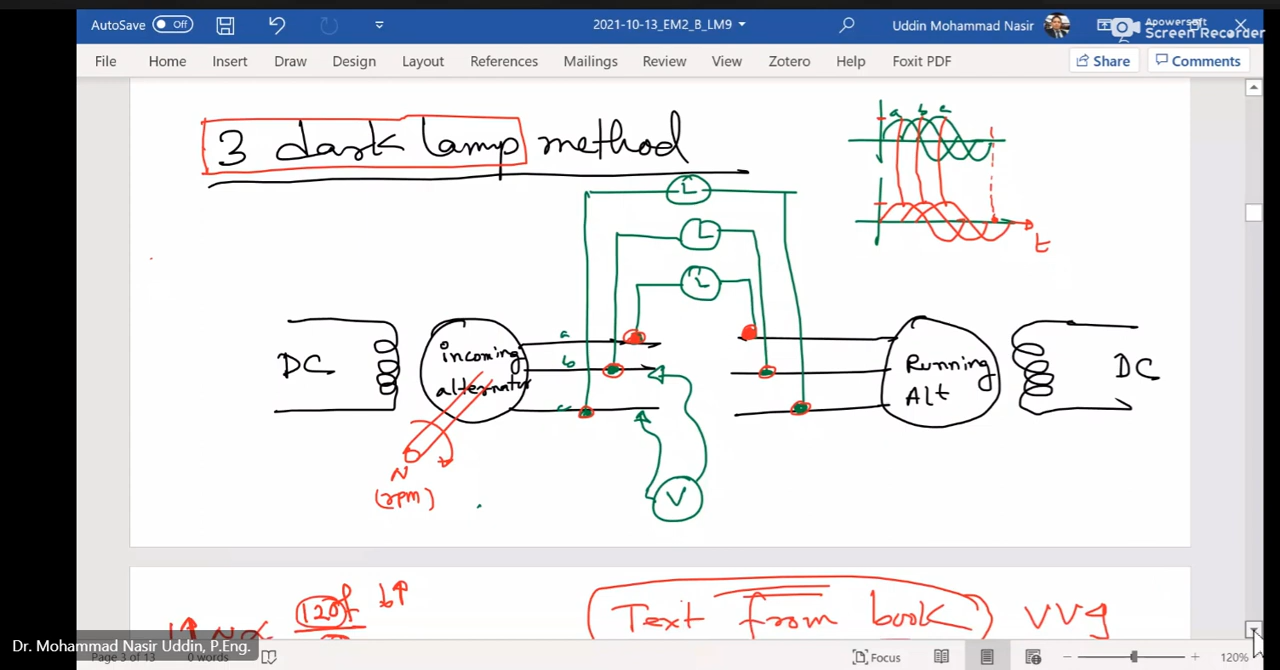 AutoSave Off
2021-10-13_EM2_B_LM9
Uddin Mohammad Nasir
Apowersoft
Screen Recorder
File Home Insert Draw Design Layout References Mailings Review View Zotero Help Foxit PDF Share Comments
3 dark lamp method
a b c
L
L
L
t
DC
incoming
alternator
a
b
c
Running
Alt
DC
N
(rpm)
V
120f
Text from book
Dr. Mohammad Nasir Uddin, P.Eng.
Page 3 of 13 0 words
Focus
120%